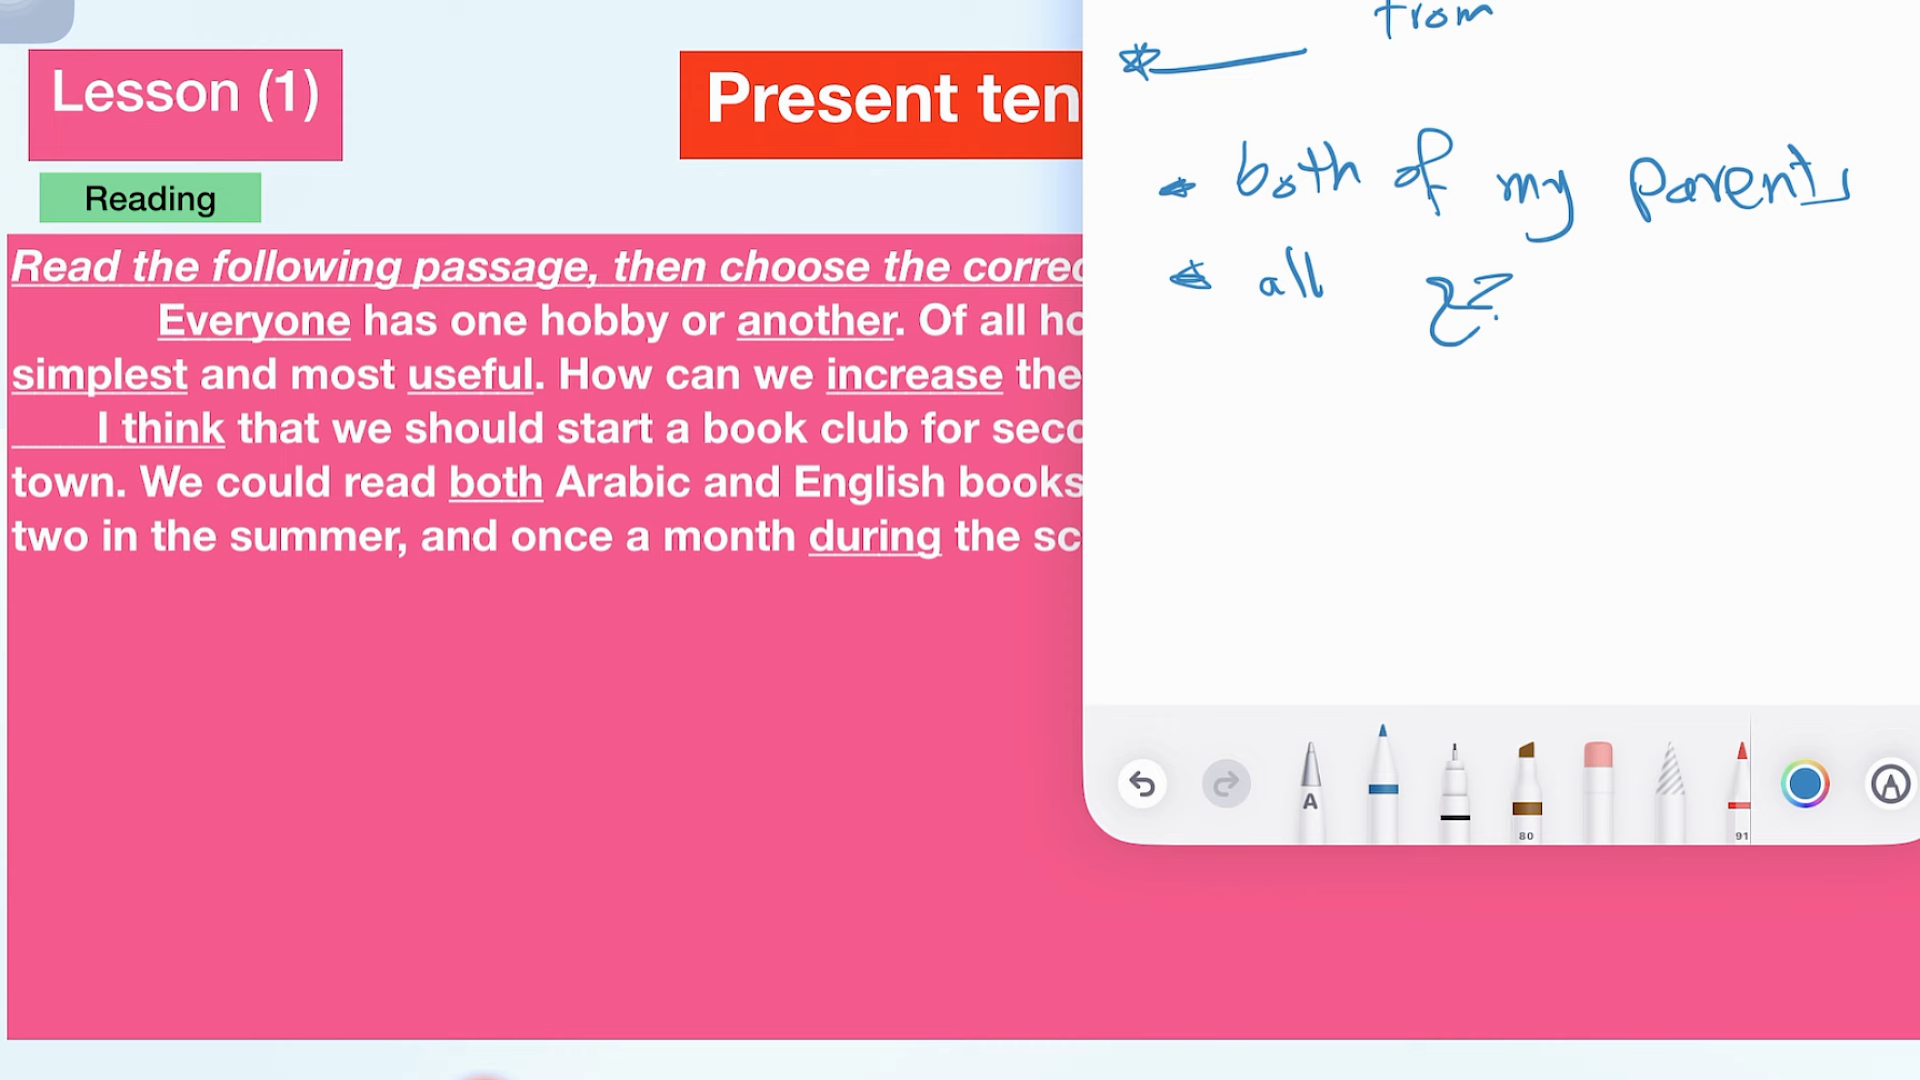 Lesson (1)
Present ten
Reading
Read the following passage, then choose the correc
Everyone has one hobby or another. Of all ho
simplest and most useful. How can we increase the
I think that we should start a book club for seco
town. We could read both Arabic and English books
two in the summer, and once a month during the sc
from
both of my parents
all
A
80
91